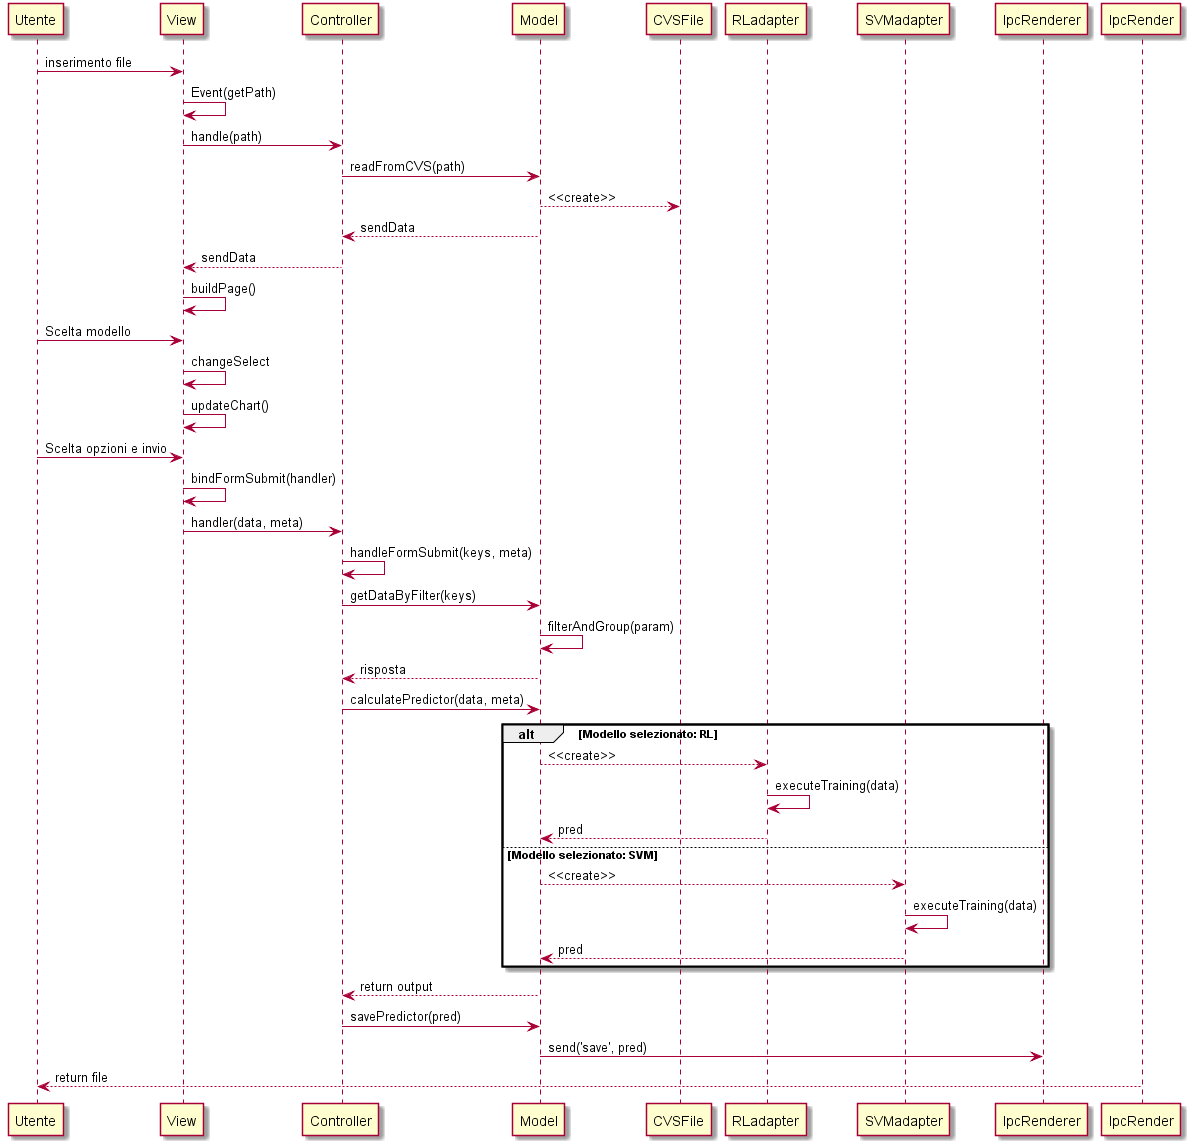 Utente View Controller Model CVSFile RLadapter SVMadapter IpcRenderer IpcRender
inserimento file
Event(getPath)
handle(path)
readFromCVS(path)
<<create>>
sendData
sendData
buildPage()
Scelta modello
changeSelect
updateChart()
Scelta opzioni e invio
bindFormSubmit(handler)
handler(data, meta)
handleFormSubmit(keys, meta)
getDataByFilter(keys)
filterAndGroup(param)
risposta
calculatePredictor(data, meta)
alt [Modello selezionato: RL]
<<create>>
executeTraining(data)
pred
[Modello selezionato: SVM]
<<create>>
executeTraining(data)
pred
return output
savePredictor(pred)
send('save', pred)
return file
Utente View Controller Model CVSFile RLadapter SVMadapter IpcRenderer IpcRender